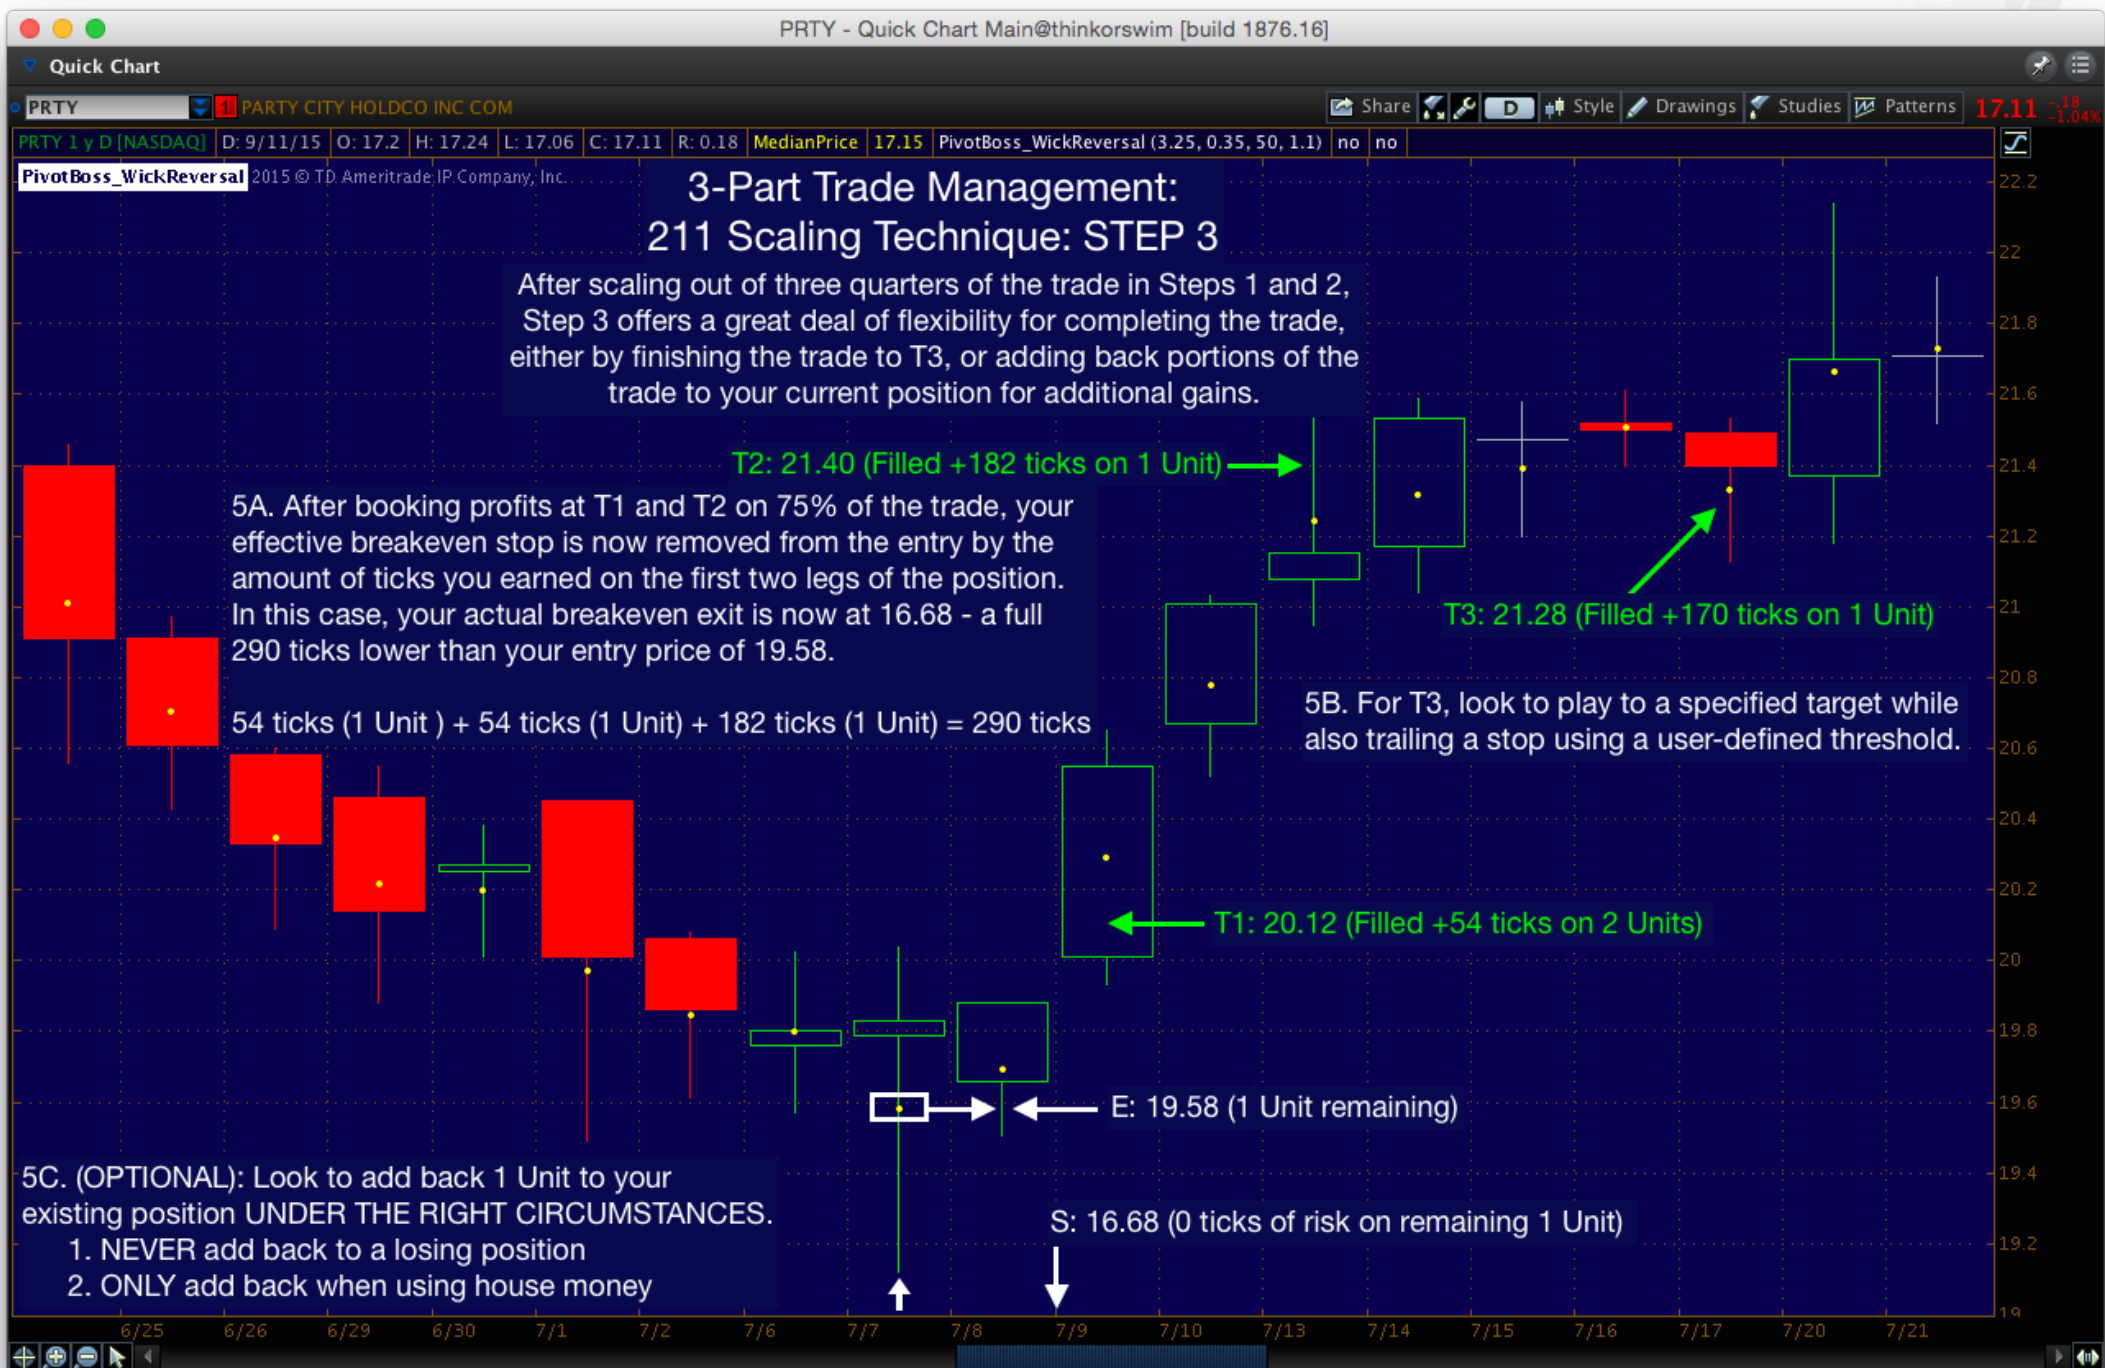 PRTY - Quick Chart Main@thinkorswim [build 1876.16]
Quick Chart
PRTY 1 PARTY CITY HOLDCO INC COM Share D Style Drawings Studies Patterns 17.11 -.18 -1.04%
PRTY 1 y D [NASDAQ] D: 9/11/15 O: 17.2 H: 17.24 L: 17.06 C: 17.11 R: 0.18 MedianPrice 17.15 PivotBoss_WickReversal (3.25, 0.35, 50, 1.1) no no
PivotBoss_WickReversal 2015 © TD Ameritrade IP Company, Inc.
3-Part Trade Management:
211 Scaling Technique: STEP 3
After scaling out of three quarters of the trade in Steps 1 and 2,
Step 3 offers a great deal of flexibility for completing the trade,
either by finishing the trade to T3, or adding back portions of the
trade to your current position for additional gains.
T2: 21.40 (Filled +182 ticks on 1 Unit)
5A. After booking profits at T1 and T2 on 75% of the trade, your
effective breakeven stop is now removed from the entry by the
amount of ticks you earned on the first two legs of the position.
In this case, your actual breakeven exit is now at 16.68 - a full
290 ticks lower than your entry price of 19.58.
54 ticks (1 Unit ) + 54 ticks (1 Unit) + 182 ticks (1 Unit) = 290 ticks
T3: 21.28 (Filled +170 ticks on 1 Unit)
5B. For T3, look to play to a specified target while
also trailing a stop using a user-defined threshold.
T1: 20.12 (Filled +54 ticks on 2 Units)
E: 19.58 (1 Unit remaining)
5C. (OPTIONAL): Look to add back 1 Unit to your
existing position UNDER THE RIGHT CIRCUMSTANCES.
1. NEVER add back to a losing position
2. ONLY add back when using house money
S: 16.68 (0 ticks of risk on remaining 1 Unit)
22.2
22
21.8
21.6
21.4
21.2
21
20.8
20.6
20.4
20.2
20
19.8
19.6
19.4
19.2
19
6/25 6/26 6/29 6/30 7/1 7/2 7/6 7/7 7/8 7/9 7/10 7/13 7/14 7/15 7/16 7/17 7/20 7/21